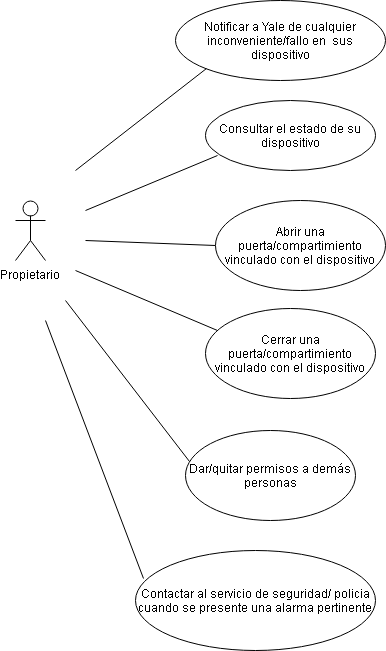 Notificar a Yale de cualquier
inconveniente/fallo en sus
dispositivo
Consultar el estado de su
dispositivo
Abrir una
puerta/compartimiento
vinculado con el dispositivo
Propietario
Cerrar una
puerta/compartimiento
vinculado con el dispositivo
Dar/quitar permisos a demás
personas
Contactar al servicio de seguridad/ policia
cuando se presente una alarma pertinente